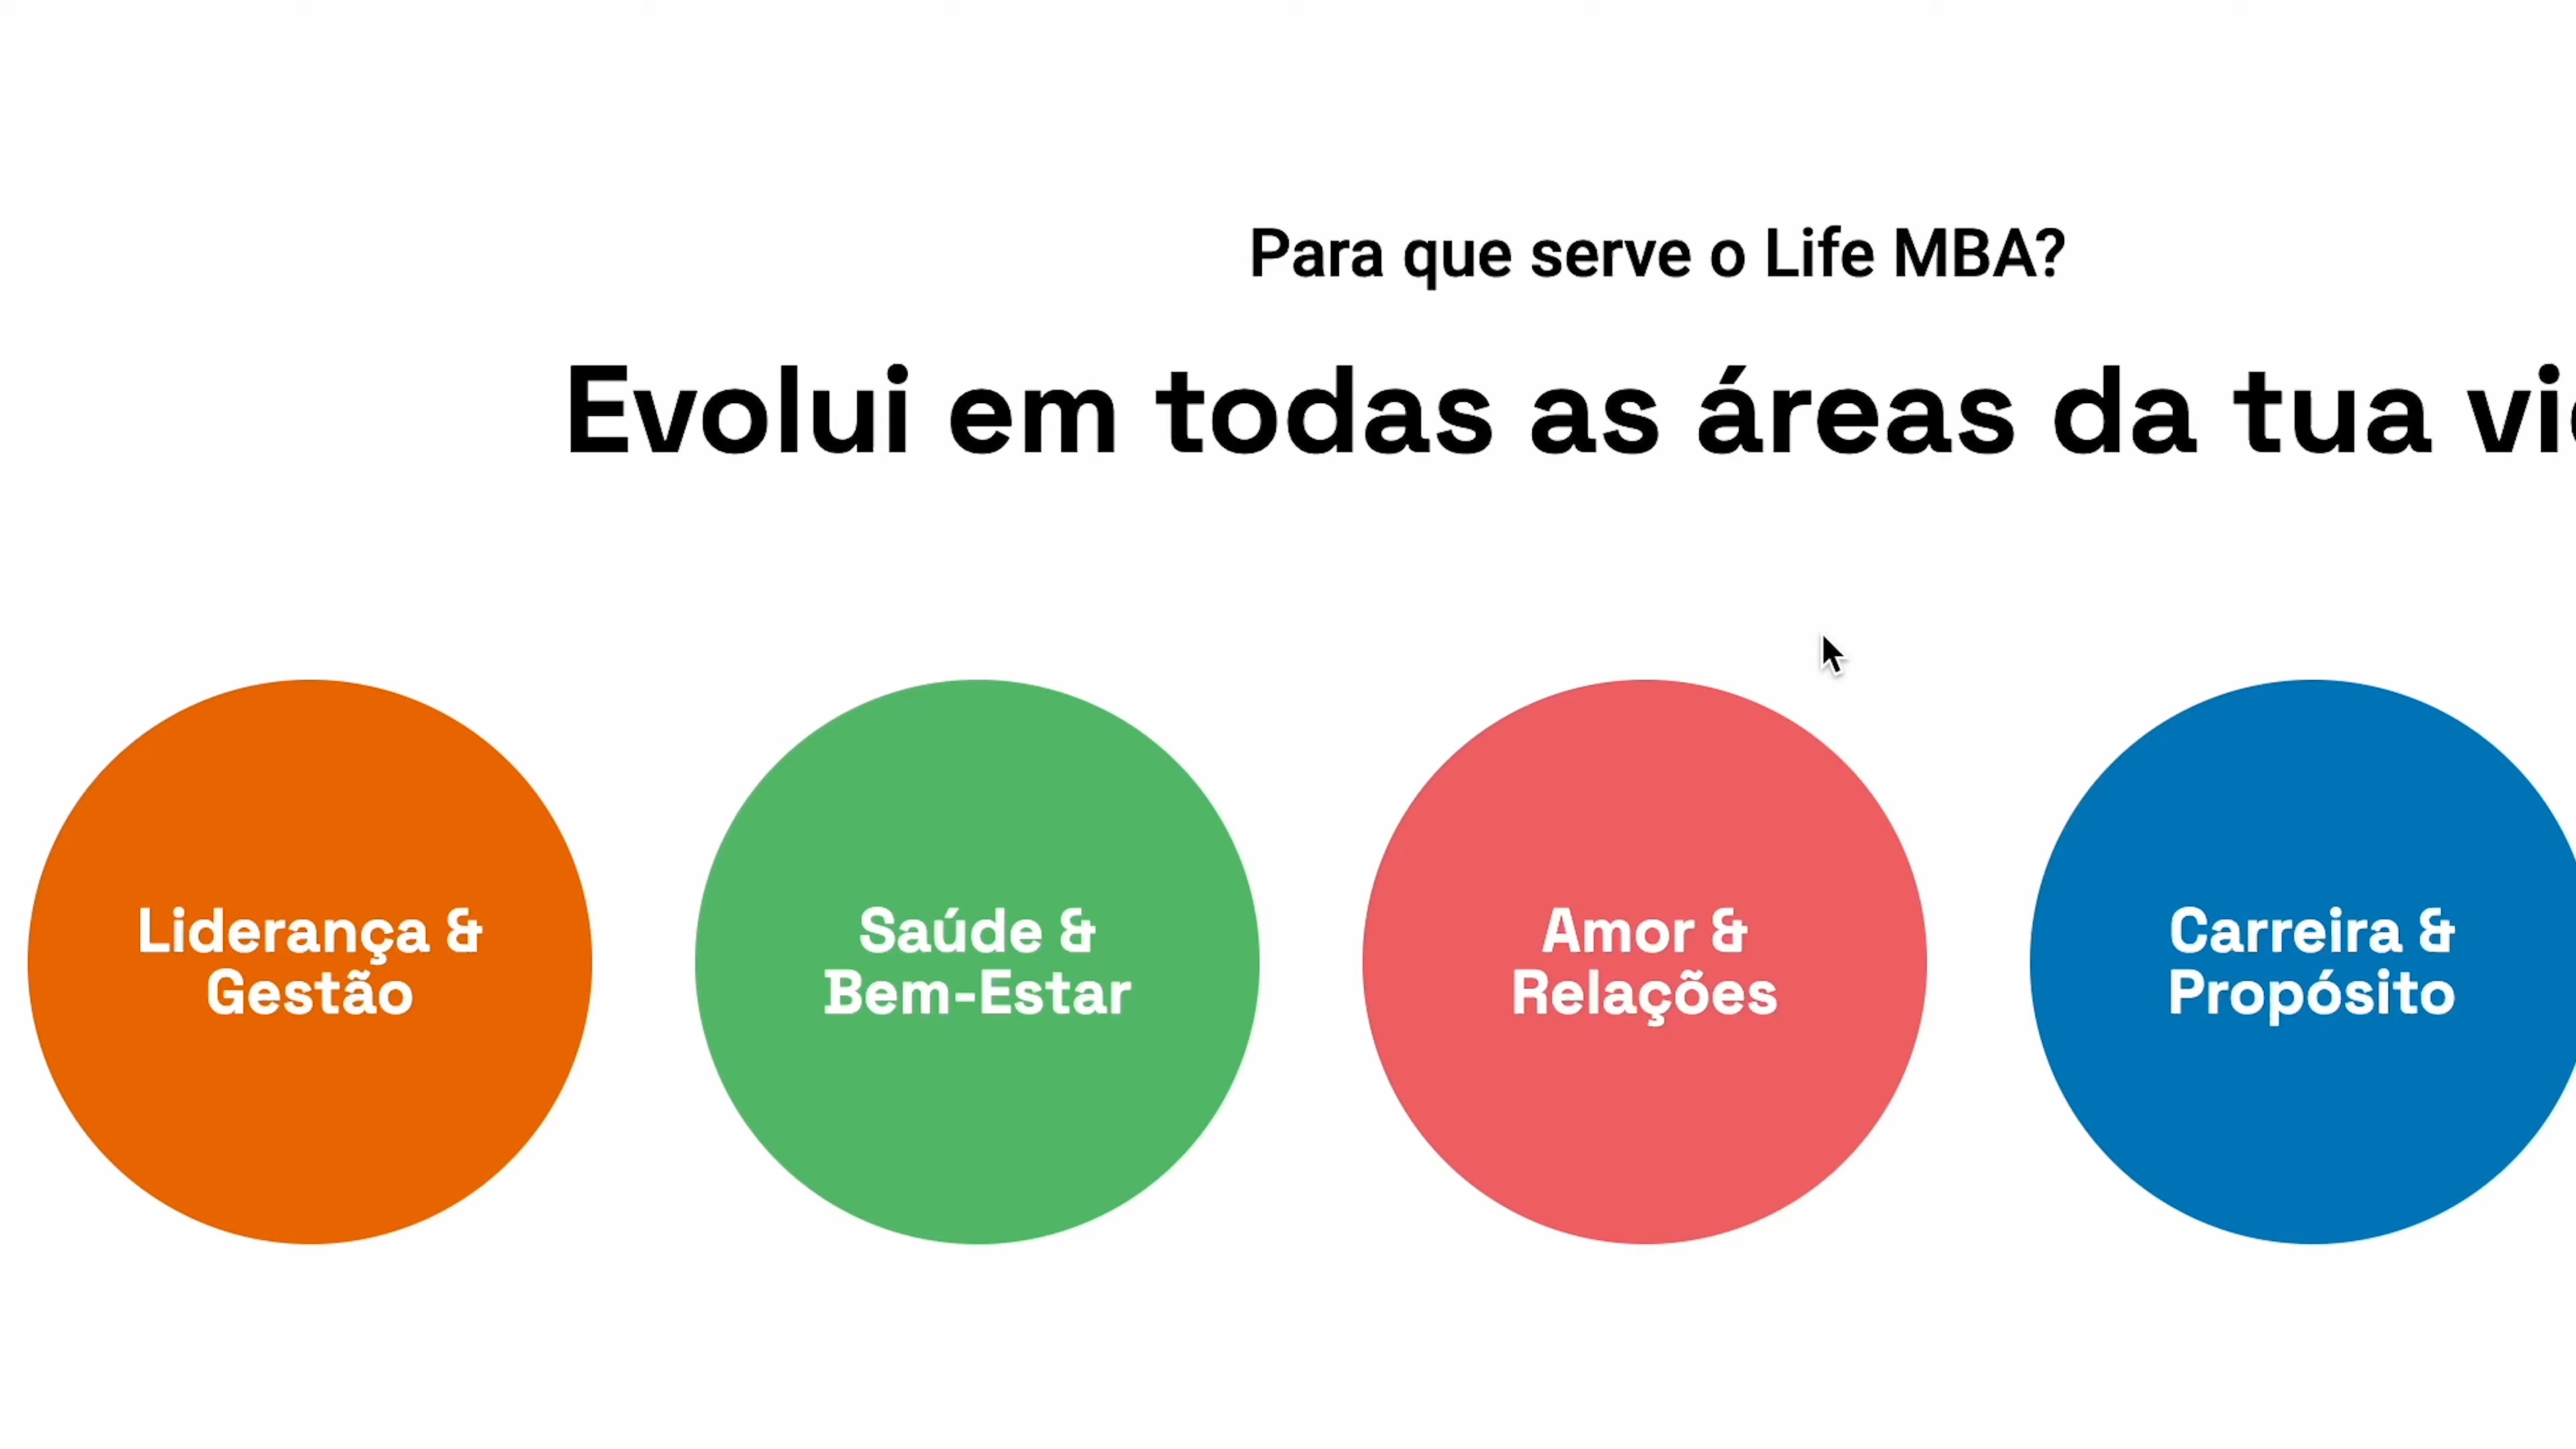 Para que serve o Life MBA?
Evolui em todas as áreas da tua
Liderança &
Gestão
Saúde &
Bem-Estar
Amor &
Relações
Carreira &
Propósito